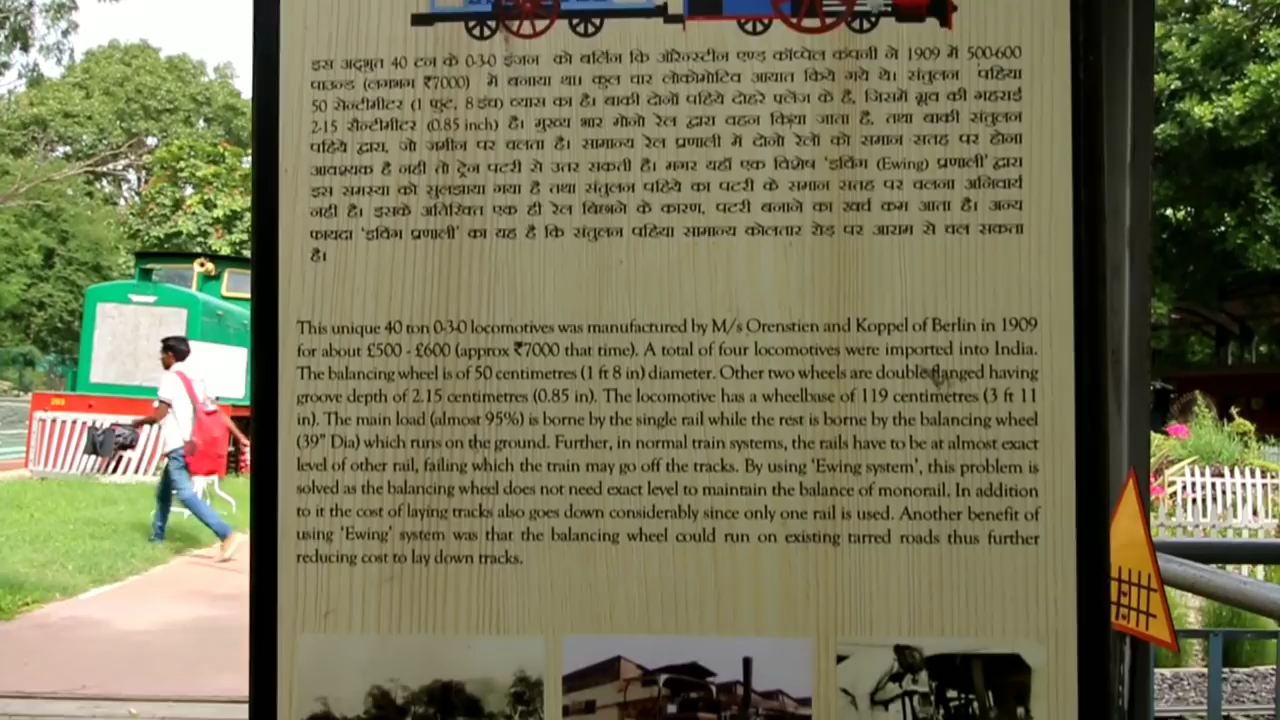 इस अद्भुत 40 टन के 0-3-0 इंजन को बर्लिन कि ऑरेन्स्टीन एण्ड कॉप्पेल कंपनी ने 1909 में 500-600
पाउन्ड (लगभग ₹7000) में बनाया था। कुल चार लोकोमोटिव आयात किये गये थे। संतुलन पहिया
50 सेन्टीमीटर (1 फुट, 8 इंच) व्यास का है। बाकी दोनों पहिये दोहरे फ्लेंज के है, जिसमें ग्रूव की गहराई
2.15 सैन्टीमीटर (0.85 inch) है। मुख्य भार मोनो रेल द्वारा वहन किया जाता है, तथा बाकी संतुलन
पहिये द्वारा, जो जमीन पर चलता है। सामान्य रेल प्रणाली में दोनो रेलों को समान सतह पर होना
आवश्यक है नहीं तो ट्रेन पटरी से उतर सकती है। मगर यहाँ एक विशेष 'इविंग (Ewing) प्रणाली' द्वारा
इस समस्या को सुलझाया गया है तथा संतुलन पहिये का पटरी के समान सतह पर चलना अनिवार्य
नहीं है। इसके अतिरिक्त एक ही रेल बिछाने के कारण, पटरी बनाने का खर्च कम आता है। अन्य
फायदा 'इविंग प्रणाली' का यह है कि संतुलन पहिया सामान्य कोलतार रोड़ पर आराम से चल सकता
है।
This unique 40 ton 0-3-0 locomotives was manufactured by M/s Orenstien and Koppel of Berlin in 1909
for about £500 - £600 (approx ₹7000 that time). A total of four locomotives were imported into India.
The balancing wheel is of 50 centimetres (1 ft 8 in) diameter. Other two wheels are double flanged having
groove depth of 2.15 centimetres (0.85 in). The locomotive has a wheelbase of 119 centimetres (3 ft 11
in). The main load (almost 95%) is borne by the single rail while the rest is borne by the balancing wheel
(39" Dia) which runs on the ground. Further, in normal train systems, the rails have to be at almost exact
level of other rail, failing which the train may go off the tracks. By using 'Ewing system', this problem is
solved as the balancing wheel does not need exact level to maintain the balance of monorail. In addition
to it the cost of laying tracks also goes down considerably since only one rail is used. Another benefit of
using 'Ewing' system was that the balancing wheel could run on existing tarred roads thus further
reducing cost to lay down tracks.